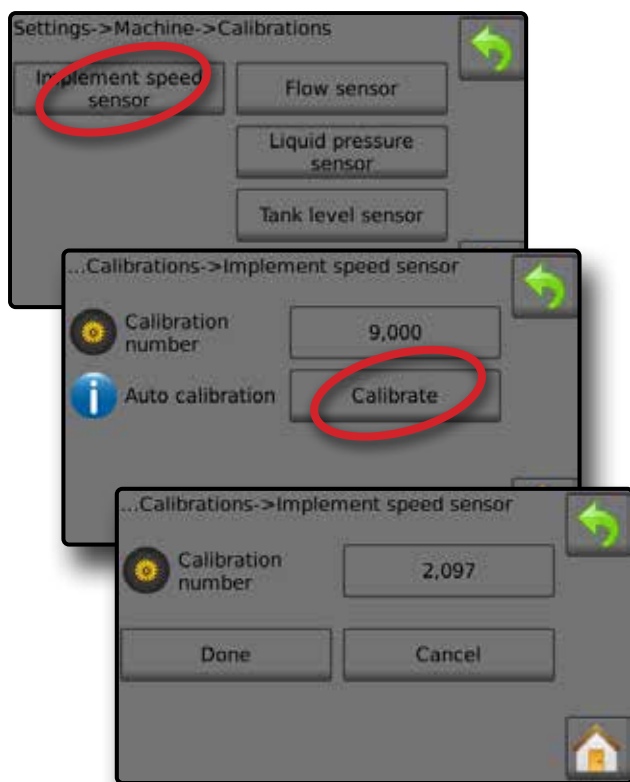 Settings->Machine->Calibrations
Implement speed
sensor
Flow sensor
Liquid pressure
sensor
Tank level sensor
...Calibrations->Implement speed sensor
Calibration
number
9,000
Auto calibration
Calibrate
...Calibrations->Implement speed sensor
Calibration
number
2,097
Done
Cancel